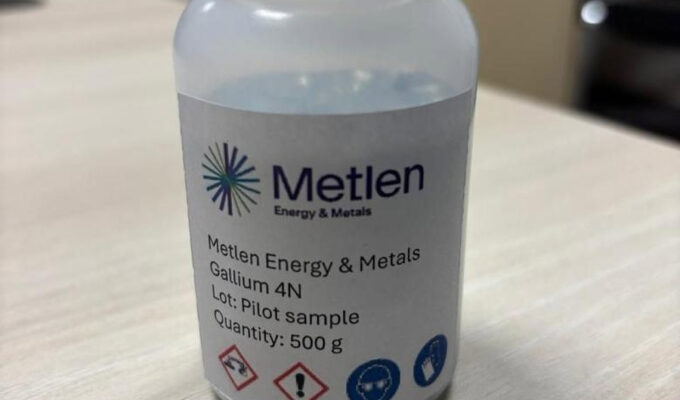 Metlen
Energy & Metals
Metlen Energy & Metals
Gallium 4N
Lot: Pilot sample
Quantity: 500 g